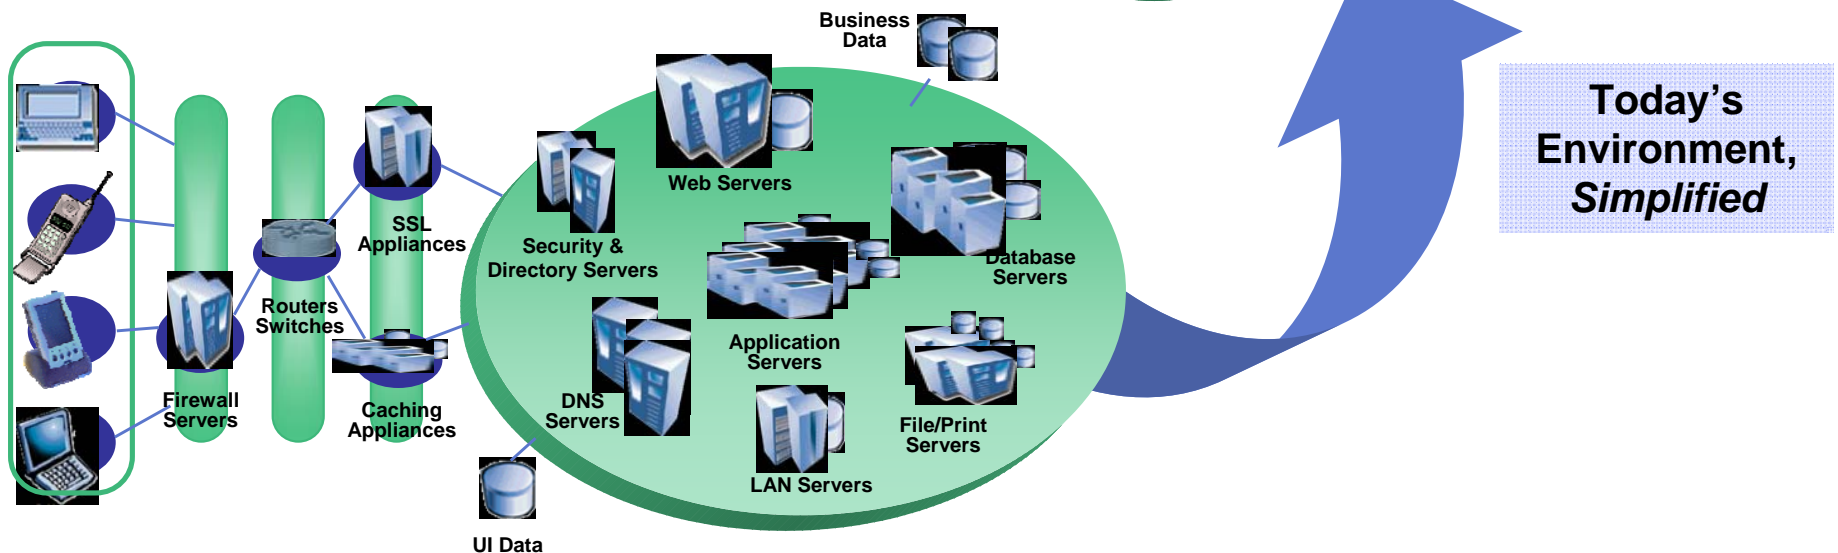 Business
Data
Today's
Environment,
Simplified
Web Servers
SSL
Appliances
Security &
Directory Servers
Database
Servers
Routers
Switches
Application
Servers
Firewall
Servers
Caching
Appliances
DNS
Servers
File/Print
Servers
LAN Servers
UI Data